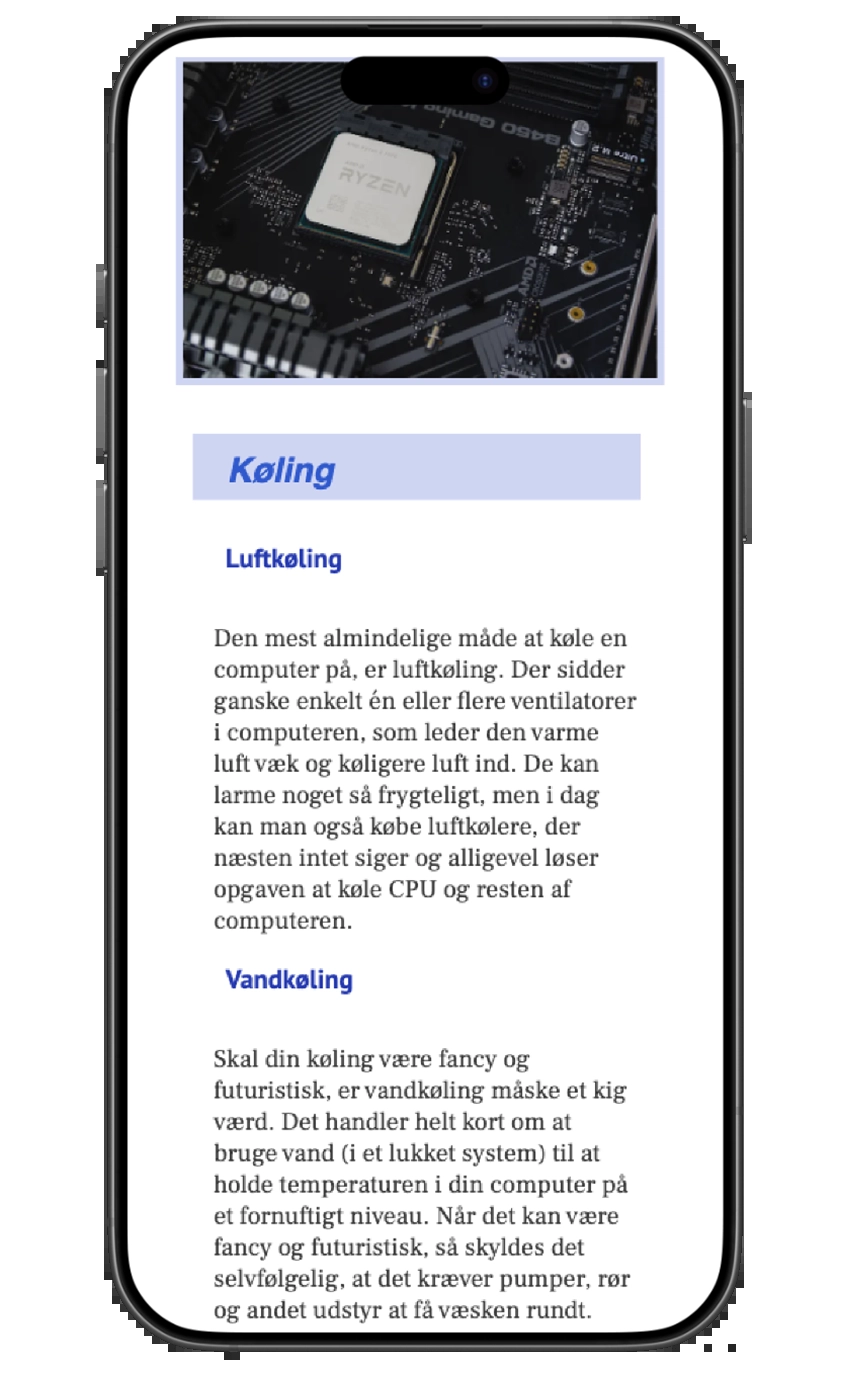 B450 Gaming
Ultra M.2
RYZEN
AMD
Køling
Luftkøling
Den mest almindelige måde at køle en
computer på, er luftkøling. Der sidder
ganske enkelt én eller flere ventilatorer
i computeren, som leder den varme
luft væk og køligere luft ind. De kan
larme noget så frygteligt, men i dag
kan man også købe luftkølere, der
næsten intet siger og alligevel løser
opgaven at køle CPU og resten af
computeren.
Vandkøling
Skal din køling være fancy og
futuristisk, er vandkøling måske et kig
værd. Det handler helt kort om at
bruge vand (i et lukket system) til at
holde temperaturen i din computer på
et fornuftigt niveau. Når det kan være
fancy og futuristisk, så skyldes det
selvfølgelig, at det kræver pumper, rør
og andet udstyr at få væsken rundt.